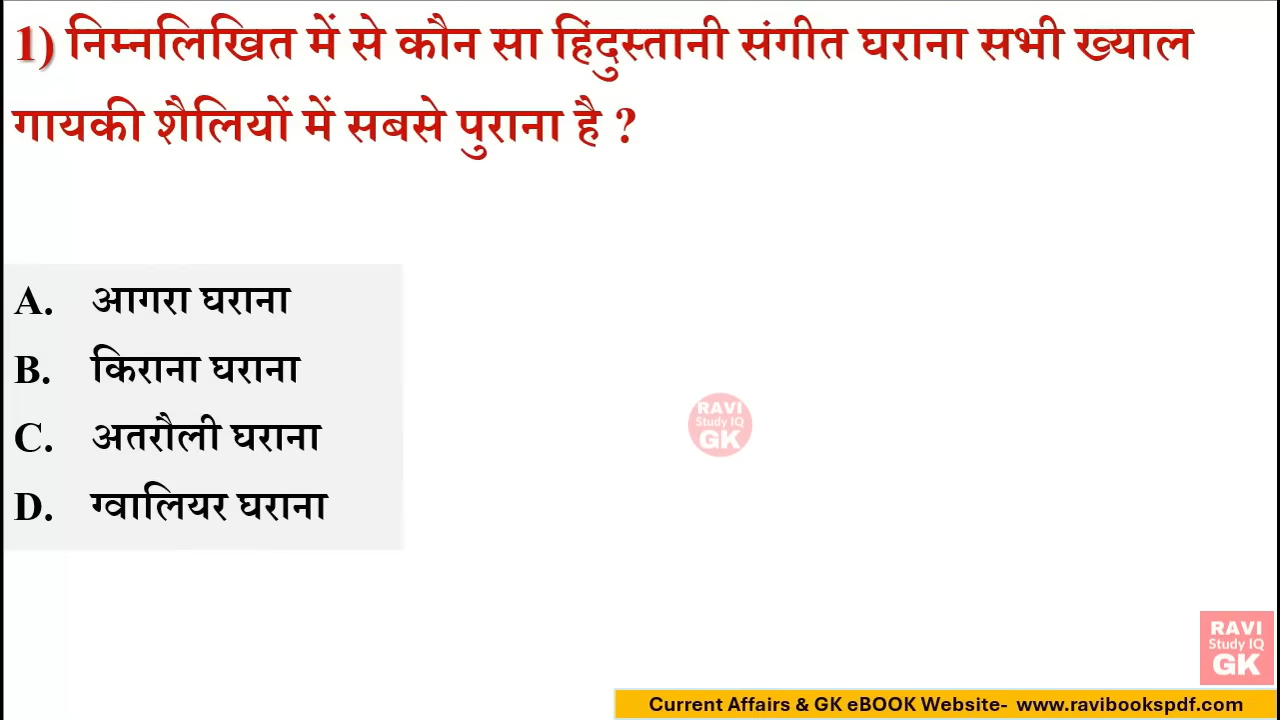 1) निम्नलिखित में से कौन सा हिंदुस्तानी संगीत घराना सभी ख्याल
गायकी शैलियों में सबसे पुराना है ?
A. आगरा घराना
B. किराना घराना
C. अतरौली घराना
D. ग्वालियर घराना
RAVI
Study IQ
GK
RAVI
Study IQ
GK
Current Affairs & GK eBOOK Website- www.ravibookspdf.com